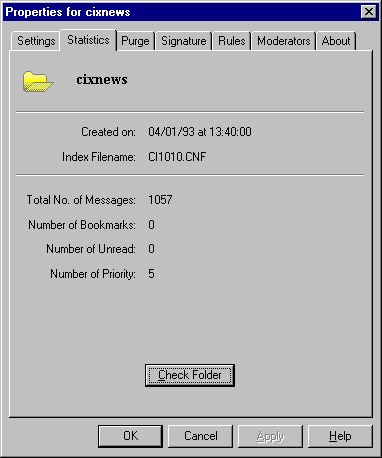 Properties for cixnews
Settings Statistics Purge Signature Rules Moderators About
cixnews
Created on: 04/01/93 at 13:40:00
Index Filename: CI1010.CNF
Total No. of Messages: 1057
Number of Bookmarks: 0
Number of Unread: 0
Number of Priority: 5
Check Folder
OK Cancel Apply Help